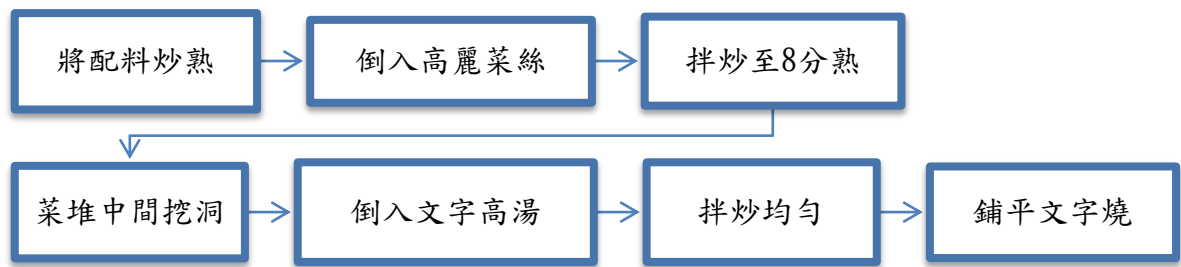 將配料炒熟
倒入高麗菜絲
拌炒至8分熟
菜堆中間挖洞
倒入文字高湯
拌炒均勻
鋪平文字燒